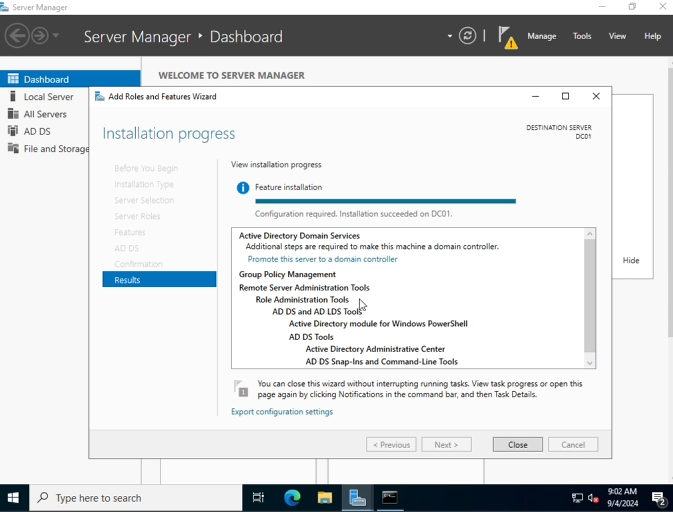 Server Manager
Server Manager • Dashboard
Manage Tools View Help
Dashboard
Local Server
All Servers
AD DS
File and Storage
WELCOME TO SERVER MANAGER
Hide
Add Roles and Features Wizard
Installation progress
DESTINATION SERVER
DC01
Before You Begin
Installation Type
Server Selection
Server Roles
Features
AD DS
Confirmation
Results
View installation progress
Feature installation
Configuration required. Installation succeeded on DC01.
Active Directory Domain Services
Additional steps are required to make this machine a domain controller.
Promote this server to a domain controller
Group Policy Management
Remote Server Administration Tools
Role Administration Tools
AD DS and AD LDS Tools
Active Directory module for Windows PowerShell
AD DS Tools
Active Directory Administrative Center
AD DS Snap-Ins and Command-Line Tools
You can close this wizard without interrupting running tasks. View task progress or open this
page again by clicking Notifications in the command bar, and then Task Details.
Export configuration settings
< Previous Next > Close Cancel
Type here to search
9:02 AM
9/4/2024
2